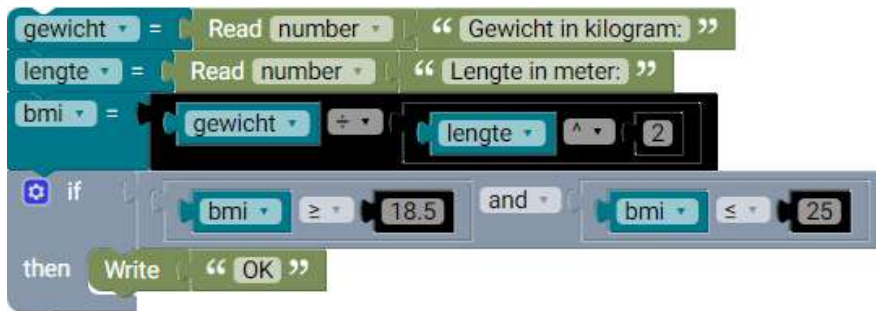 gewicht = Read number “ Gewicht in kilogram: ”
lengte = Read number “ Lengte in meter: ”
bmi = gewicht ÷ lengte ^ 2
if bmi ≥ 18.5 and bmi ≤ 25
then Write “ OK ”